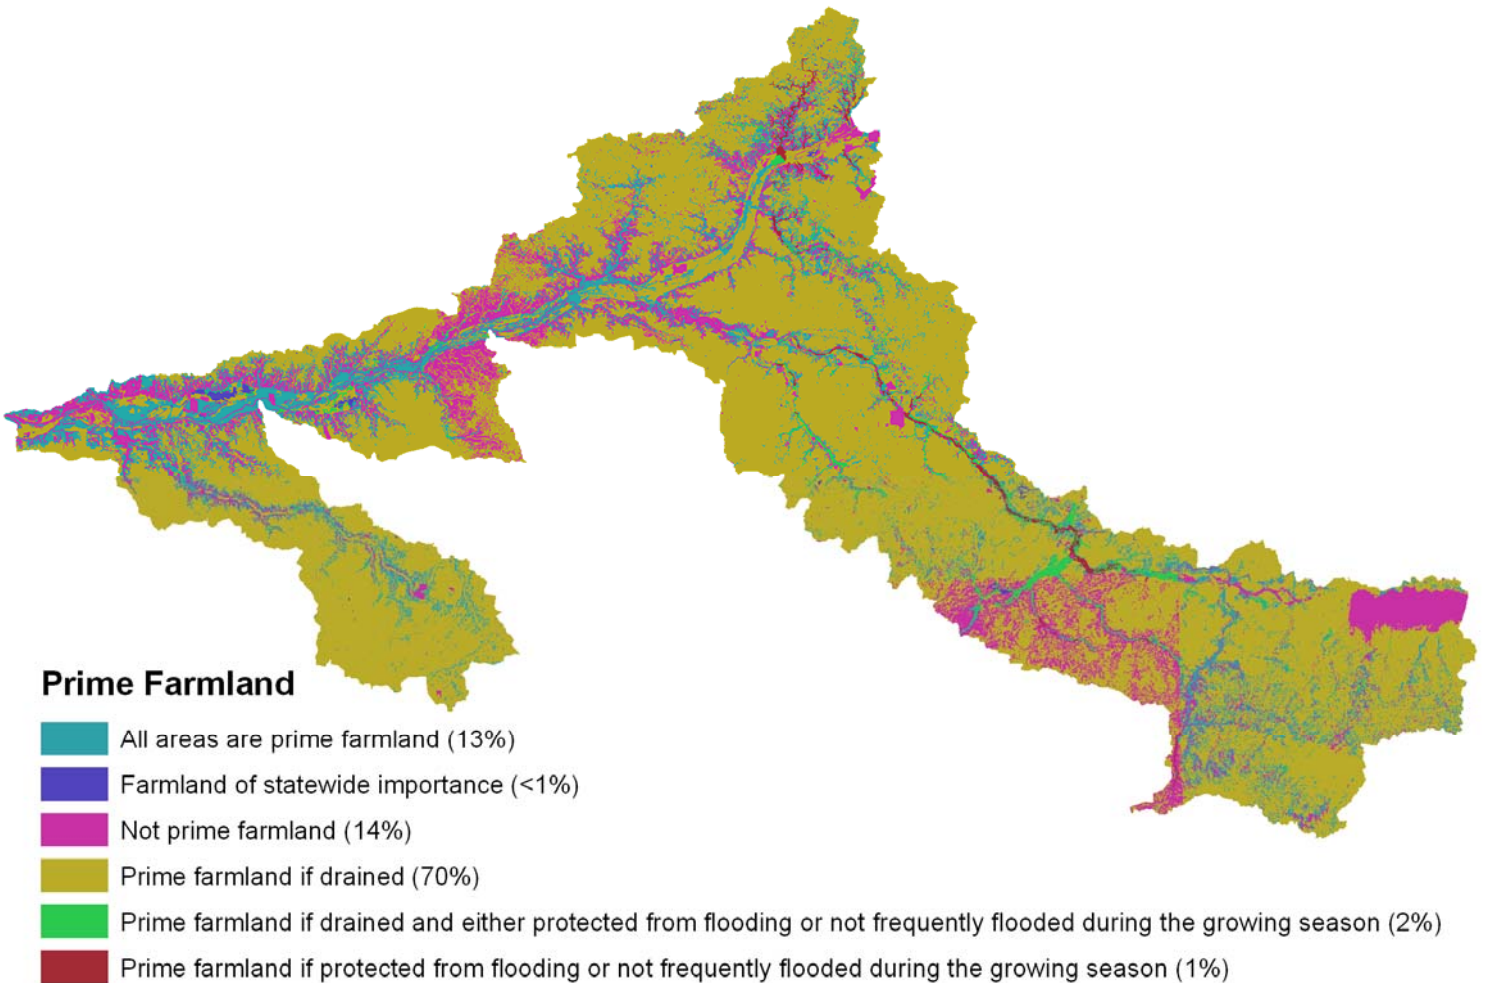 Prime Farmland
All areas are prime farmland (13%)
Farmland of statewide importance (<1%)
Not prime farmland (14%)
Prime farmland if drained (70%)
Prime farmland if drained and either protected from flooding or not frequently flooded during the growing season (2%)
Prime farmland if protected from flooding or not frequently flooded during the growing season (1%)